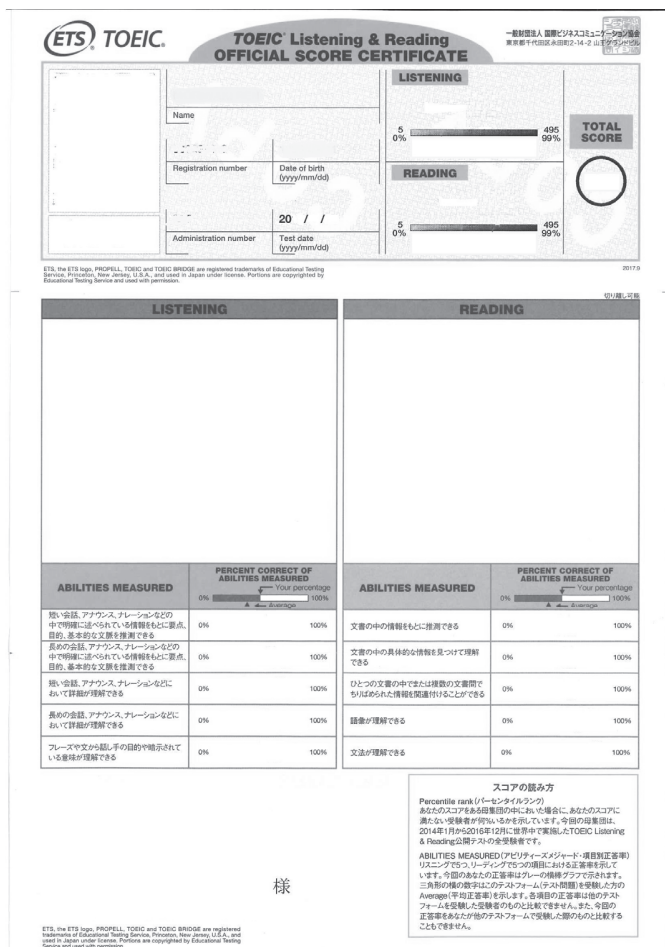 ETS TOEIC®
TOEIC® Listening & Reading
OFFICIAL SCORE CERTIFICATE
一般財団法人 国際ビジネスコミュニケーション協会
東京都千代田区永田町2-14-2 山王グランドビル
LISTENING
Name
5 495
0% 99%
TOTAL
SCORE
Registration number
Date of birth
(yyyy/mm/dd)
READING
20 / /
5 495
0% 99%
Administration number
Test date
(yyyy/mm/dd)
ETS, the ETS logo, PROPELL, TOEIC and TOEIC BRIDGE are registered trademarks of Educational Testing
Service, Princeton, New Jersey, U.S.A., and used in Japan under license. Portions are copyrighted by
Educational Testing Service and used with permission.
2017.9
切り離し可能
LISTENING
READING
ABILITIES MEASURED
PERCENT CORRECT OF
ABILITIES MEASURED
Your percentage
0% 100%
Average
短い会話、アナウンス、ナレーションなどの
中で明確に述べられている情報をもとに要点、
目的、基本的な文脈を推測できる
0% 100%
長めの会話、アナウンス、ナレーションなどの
中で明確に述べられている情報をもとに要点、
目的、基本的な文脈を推測できる
0% 100%
短い会話、アナウンス、ナレーションなどに
おいて詳細が理解できる
0% 100%
長めの会話、アナウンス、ナレーションなどに
おいて詳細が理解できる
0% 100%
フレーズや文から話し手の目的や暗示されて
いる意味が理解できる
0% 100%
ABILITIES MEASURED
PERCENT CORRECT OF
ABILITIES MEASURED
Your percentage
0% 100%
Average
文書の中の情報をもとに推測できる
0% 100%
文書の中の具体的な情報を見つけて理解
できる
0% 100%
ひとつの文書の中でまたは複数の文書間で
ちりばめられた情報を関連付けることができる
0% 100%
語彙が理解できる
0% 100%
文法が理解できる
0% 100%
スコアの読み方
Percentile rank(パーセンタイルランク)
あなたのスコアをある母集団の中においた場合に、あなたのスコアに
満たない受験者が何%いるかを示しています。今回の母集団は、
2014年1月から2016年12月に世界中で実施したTOEIC Listening
& Reading公開テストの全受験者です。
ABILITIES MEASURED(アビリティーズメジャード・項目別正答率)
リスニングで5つ、リーディングで5つの項目における正答率を示して
います。今回のあなたの正答率はグレーの横棒グラフで示されます。
三角形の横の数字はこのテストフォーム(テスト問題)を受験した方の
Average(平均正答率)を示します。各項目の正答率は他のテスト
フォームを受験した受験者のものと比較できません。また、今回の
正答率をあなたが他のテストフォームで受験した際のものと比較する
こともできません。
様
ETS, the ETS logo, PROPELL, TOEIC and TOEIC BRIDGE are registered
trademarks of Educational Testing Service, Princeton, New Jersey, U.S.A., and
used in Japan under license. Portions are copyrighted by Educational Testing
Service and used with permission.